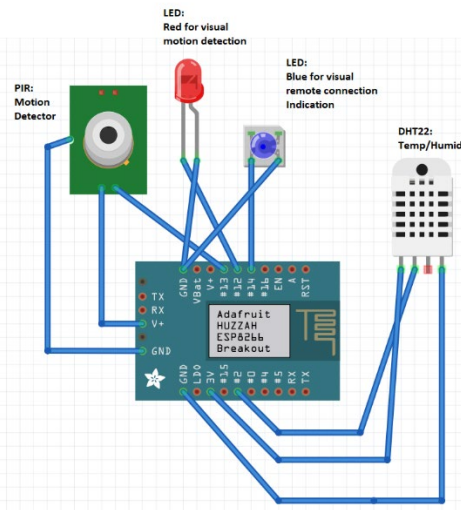 LED:
Red for visual
motion detection
LED:
Blue for visual
remote connection
Indication
PIR:
Motion
Detector
DHT22:
Temp/Humid
GND
VBat
V+
#13
#12
#14
#16
EN
A
RST
TX
RX
V+
GND
Adafruit
HUZZAH
ESP8266
Breakout
GND
LDO
3V
#15
#2
#0
#4
#5
RX
TX